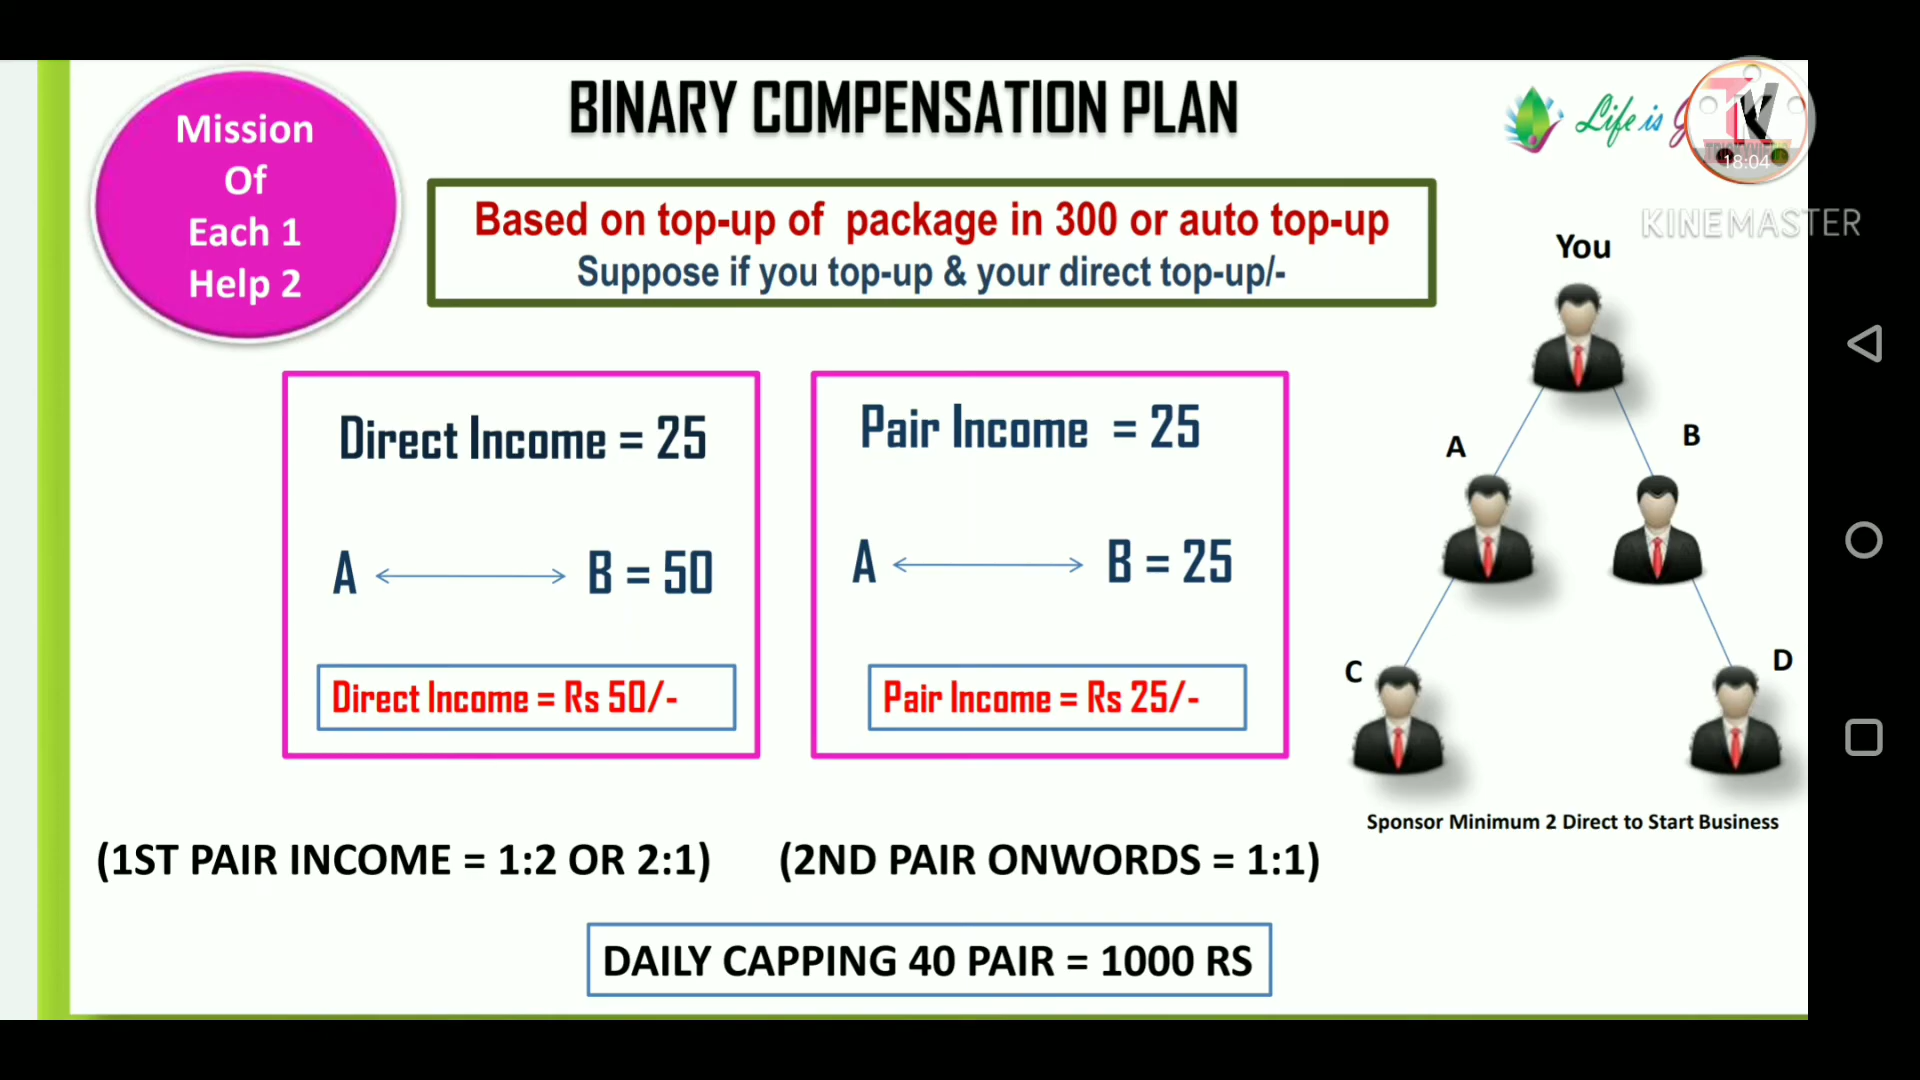 Mission
Of
Each 1
Help 2
BINARY COMPENSATION PLAN
Life is
18:04
KINEMASTER
Based on top-up of package in 300 or auto top-up
Suppose if you top-up & your direct top-up/-
You
Direct Income = 25
A B = 50
Direct Income = Rs 50/-
Pair Income = 25
A B = 25
Pair Income = Rs 25/-
A
B
C
D
Sponsor Minimum 2 Direct to Start Business
(1ST PAIR INCOME = 1:2 OR 2:1) (2ND PAIR ONWORDS = 1:1)
DAILY CAPPING 40 PAIR = 1000 RS